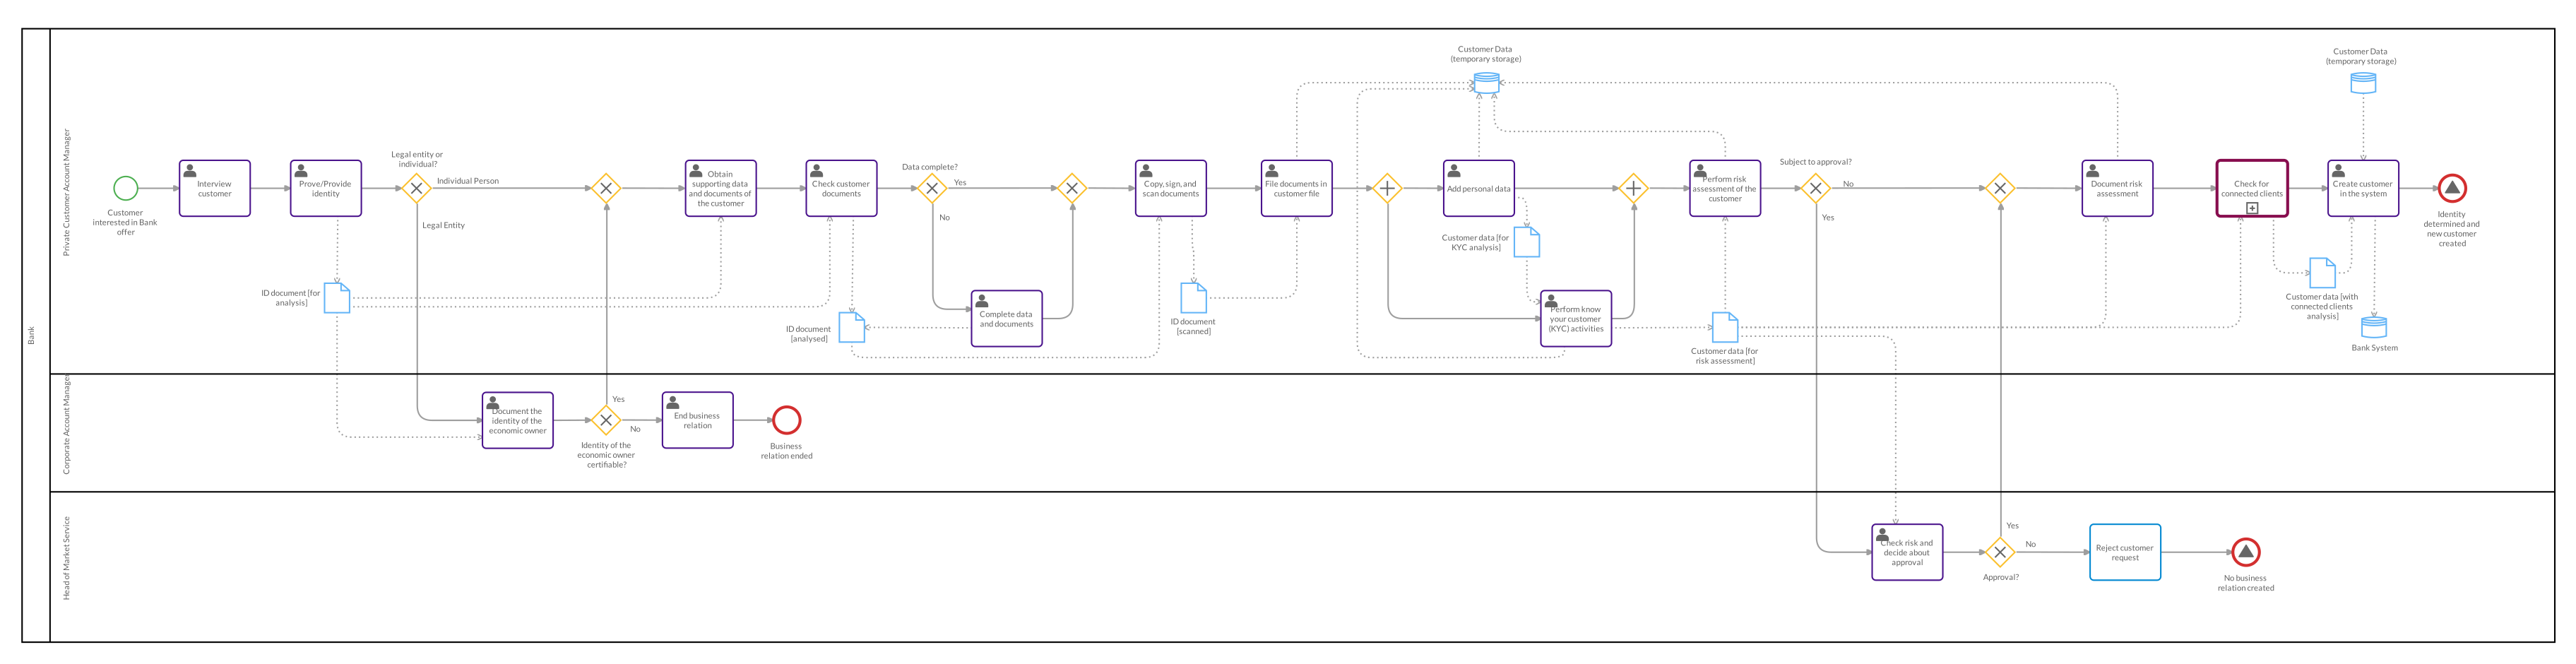 Bank
Private Customer Account Manager
Customer
interested in Bank
offer
Interview
customer
Prove/Provide
identity
Legal entity or
individual?
Individual Person
Legal Entity
ID document [for
analysis]
Obtain
supporting data
and documents of
the customer
Check customer
documents
Data complete?
Yes
No
Complete data
and documents
ID document
[analysed]
Copy, sign, and
scan documents
ID document
[scanned]
File documents in
customer file
Customer Data
(temporary storage)
Add personal data
Customer data [for
KYC analysis]
Perform know
your customer
(KYC) activities
Perform risk
assessment of the
customer
Customer data [for
risk assessment]
Subject to approval?
No
Yes
Document risk
assessment
Check for
connected clients
Customer data [with
connected clients
analysis]
Customer Data
(temporary storage)
Create customer
in the system
Bank System
Identity
determined and
new customer
created
Corporate Account Manager
Document the
identity of the
economic owner
Yes
No
Identity of the
economic owner
certifiable?
End business
relation
Business
relation ended
Head of Market Service
Check risk and
decide about
approval
Yes
No
Approval?
Reject customer
request
No business
relation created